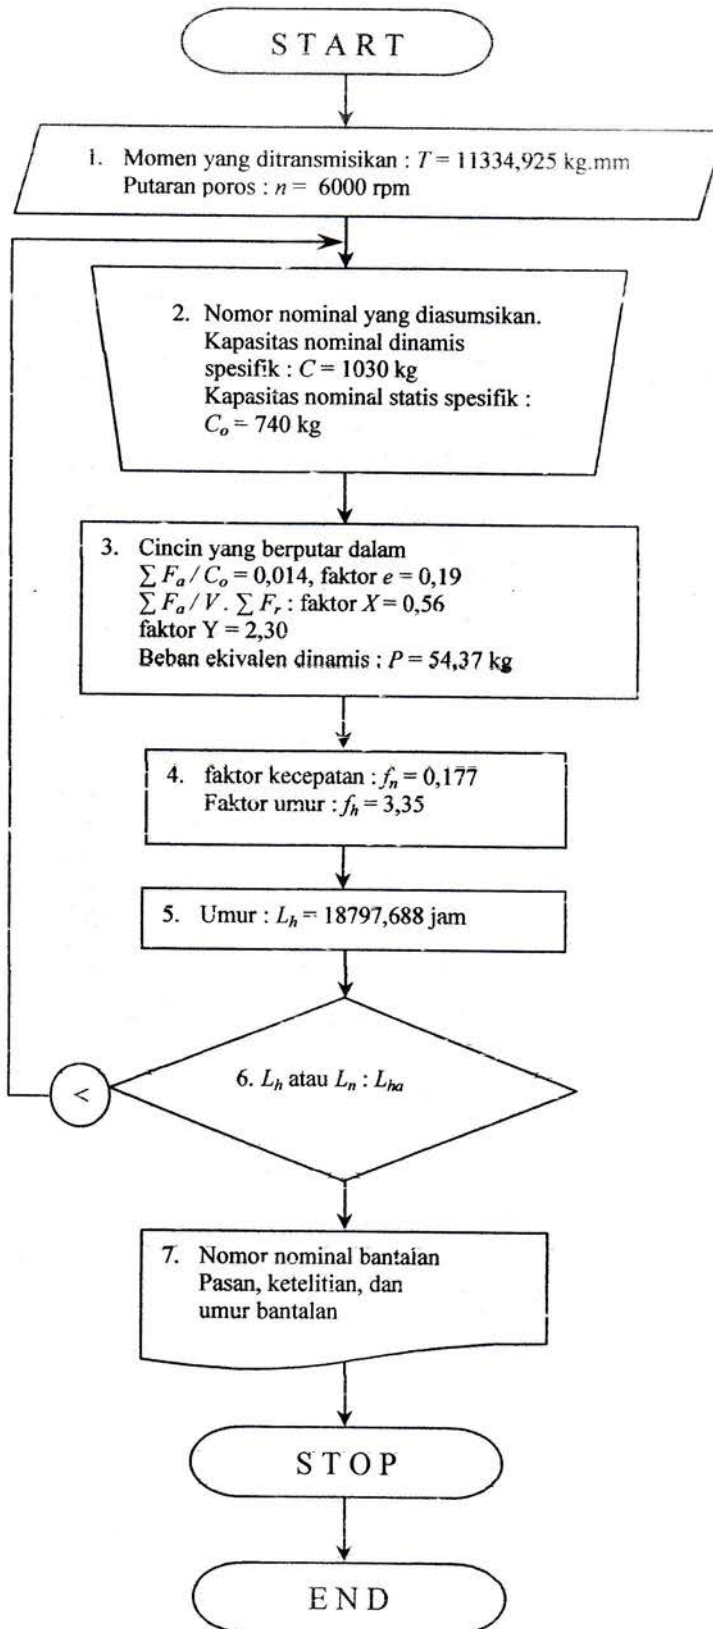 START
1. Momen yang ditransmisikan : T = 11334,925 kg.mm
Putaran poros : n = 6000 rpm
2. Nomor nominal yang diasumsikan.
Kapasitas nominal dinamis
spesifik : C = 1030 kg
Kapasitas nominal statis spesifik :
Co = 740 kg
3. Cincin yang berputar dalam
∑ Fa / Co = 0,014, faktor e = 0,19
∑ Fa / V . ∑ Fr : faktor X = 0,56
faktor Y = 2,30
Beban ekivalen dinamis : P = 54,37 kg
4. faktor kecepatan : fn = 0,177
Faktor umur : fh = 3,35
5. Umur : Lh = 18797,688 jam
6. Lh atau Ln : Lha
<
7. Nomor nominal bantalan
Pasan, ketelitian, dan
umur bantalan
STOP
END